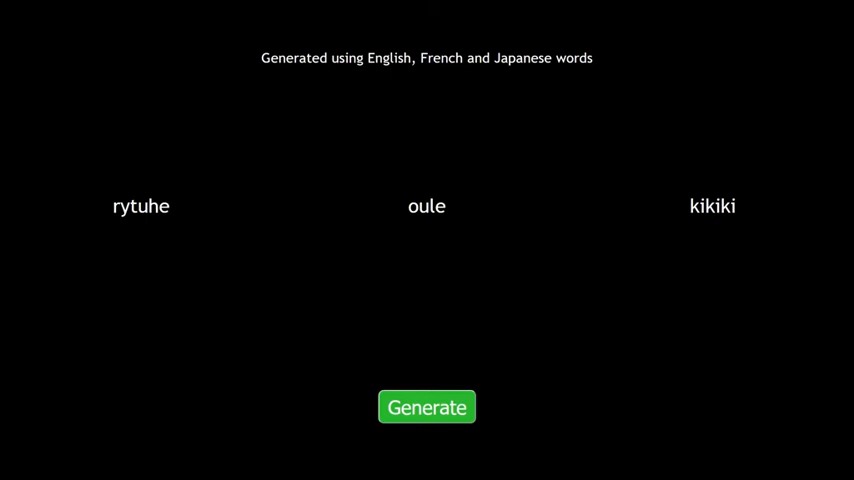 Generated using English, French and Japanese words
rytuhe oule kikiki
Generate